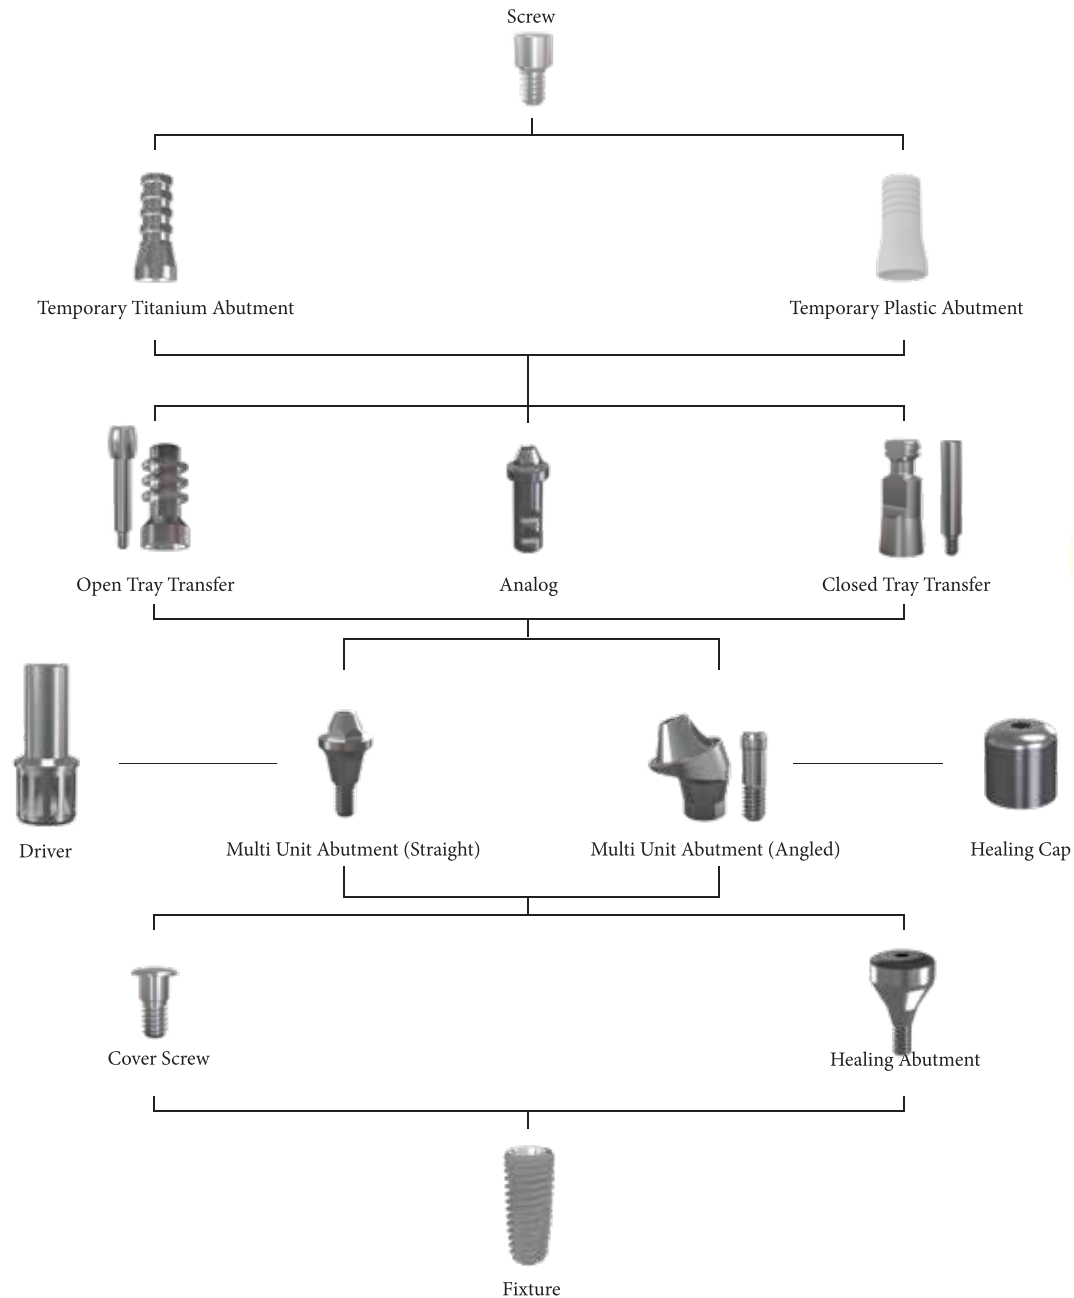 Screw
Temporary Titanium Abutment
Temporary Plastic Abutment
Open Tray Transfer
Analog
Closed Tray Transfer
Driver
Multi Unit Abutment (Straight)
Multi Unit Abutment (Angled)
Healing Cap
Cover Screw
Healing Abutment
Fixture